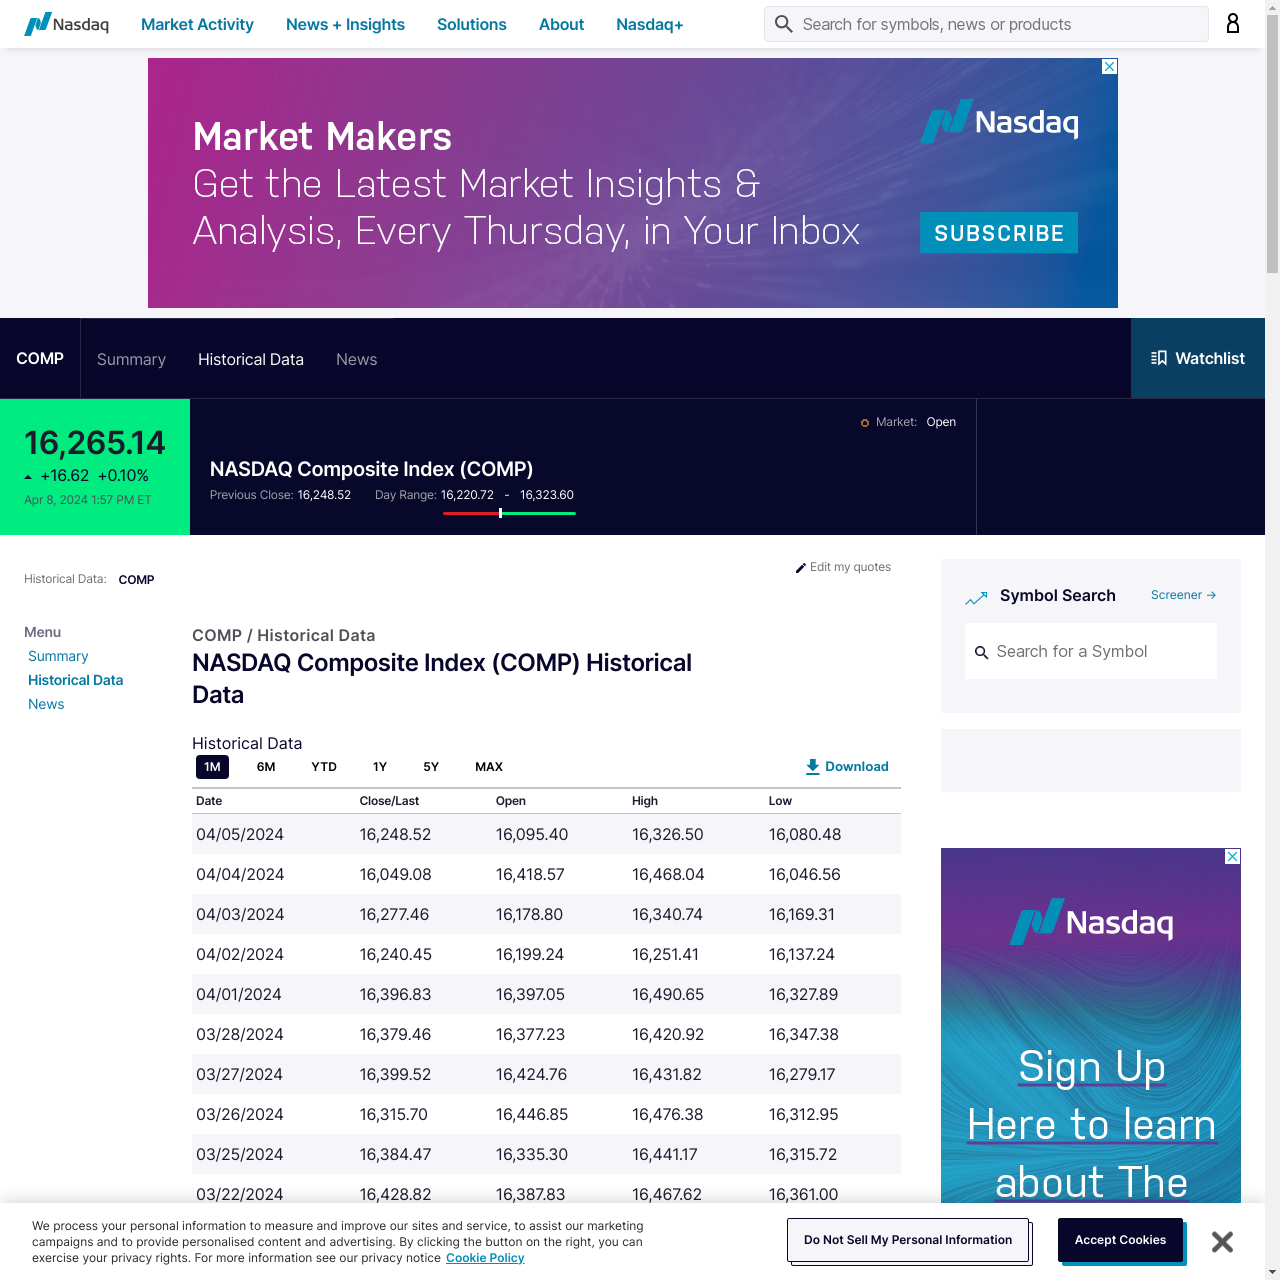 Nasdaq Market Activity News + Insights Solutions About Nasdaq+ Search for symbols, news or products
Market Makers
Get the Latest Market Insights &
Analysis, Every Thursday, in Your Inbox
Nasdaq
SUBSCRIBE
COMP Summary Historical Data News Watchlist
16,265.14
+16.62 +0.10%
Apr 8, 2024 1:57 PM ET
Market: Open
NASDAQ Composite Index (COMP)
Previous Close: 16,248.52 Day Range: 16,220.72 - 16,323.60
Historical Data: COMP
Edit my quotes
Menu
Summary
Historical Data
News
COMP / Historical Data
NASDAQ Composite Index (COMP) Historical
Data
Historical Data
1M 6M YTD 1Y 5Y MAX Download
Date Close/Last Open High Low
04/05/2024 16,248.52 16,095.40 16,326.50 16,080.48
04/04/2024 16,049.08 16,418.57 16,468.04 16,046.56
04/03/2024 16,277.46 16,178.80 16,340.74 16,169.31
04/02/2024 16,240.45 16,199.24 16,251.41 16,137.24
04/01/2024 16,396.83 16,397.05 16,490.65 16,327.89
03/28/2024 16,379.46 16,377.23 16,420.92 16,347.38
03/27/2024 16,399.52 16,424.76 16,431.82 16,279.17
03/26/2024 16,315.70 16,446.85 16,476.38 16,312.95
03/25/2024 16,384.47 16,335.30 16,441.17 16,315.72
03/22/2024 16,428.82 16,387.83 16,467.62 16,361.00
Symbol Search Screener →
Search for a Symbol
Nasdaq
Sign Up
Here to learn
about The
We process your personal information to measure and improve our sites and service, to assist our marketing
campaigns and to provide personalised content and advertising. By clicking the button on the right, you can
exercise your privacy rights. For more information see our privacy notice Cookie Policy
Do Not Sell My Personal Information
Accept Cookies